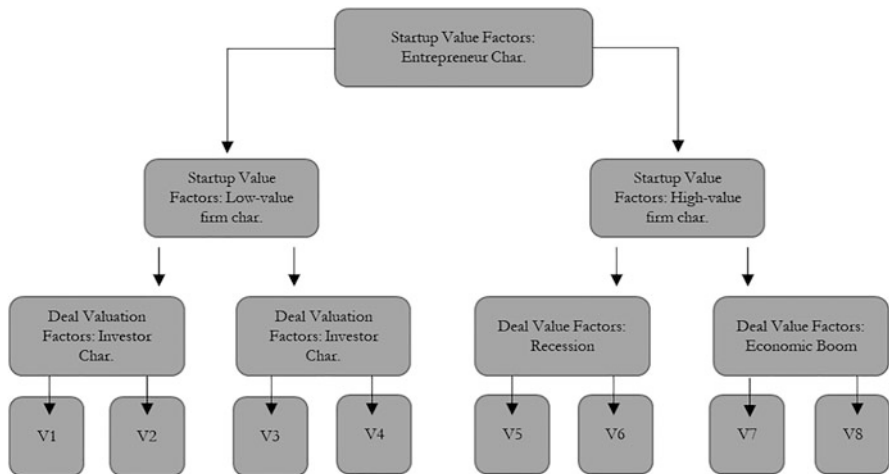 Startup Value Factors:
Entrepreneur Char.
Startup Value
Factors: Low-value
firm char.
Startup Value
Factors: High-value
firm char.
Deal Valuation
Factors: Investor
Char.
Deal Valuation
Factors: Investor
Char.
Deal Value Factors:
Recession
Deal Value Factors:
Economic Boom
V1
V2
V3
V4
V5
V6
V7
V8